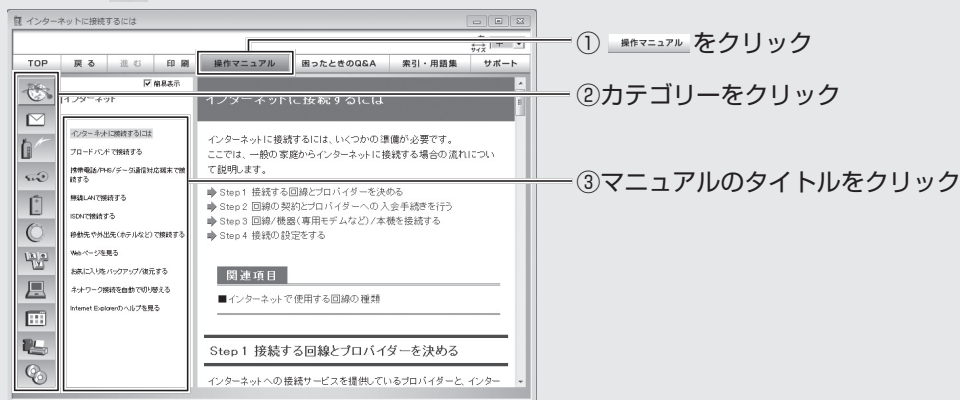 インターネットに接続するには
サイズ 中
TOP 戻る 進む 印刷 操作マニュアル 困ったときのQ&A 索引・用語集 サポート
簡易表示
インターネット
インターネットに接続するには
ブロードバンドで接続する
携帯電話/PHS/データ通信対応端末で接
続する
無線LANで接続する
ISDNで接続する
移動先や外出先(ホテルなど)で接続する
Webページを見る
お気に入りをバックアップ/復元する
ネットワーク接続を自動で切り替える
Internet Explorerのヘルプを見る
インターネットに接続するには
インターネットに接続するには、いくつかの準備が必要です。
ここでは、一般の家庭からインターネットに接続する場合の流れについ
て説明します。
Step1 接続する回線とプロバイダーを決める
Step2 回線の契約とプロバイダーへの入会手続きを行う
Step3 回線/機器(専用モデムなど)/本機を接続する
Step4 接続の設定をする
関連項目
■インターネットで使用する回線の種類
Step1 接続する回線とプロバイダーを決める
インターネットへの接続サービスを提供しているプロバイダーと、インター
① 操作マニュアル をクリック
②カテゴリーをクリック
③マニュアルのタイトルをクリック